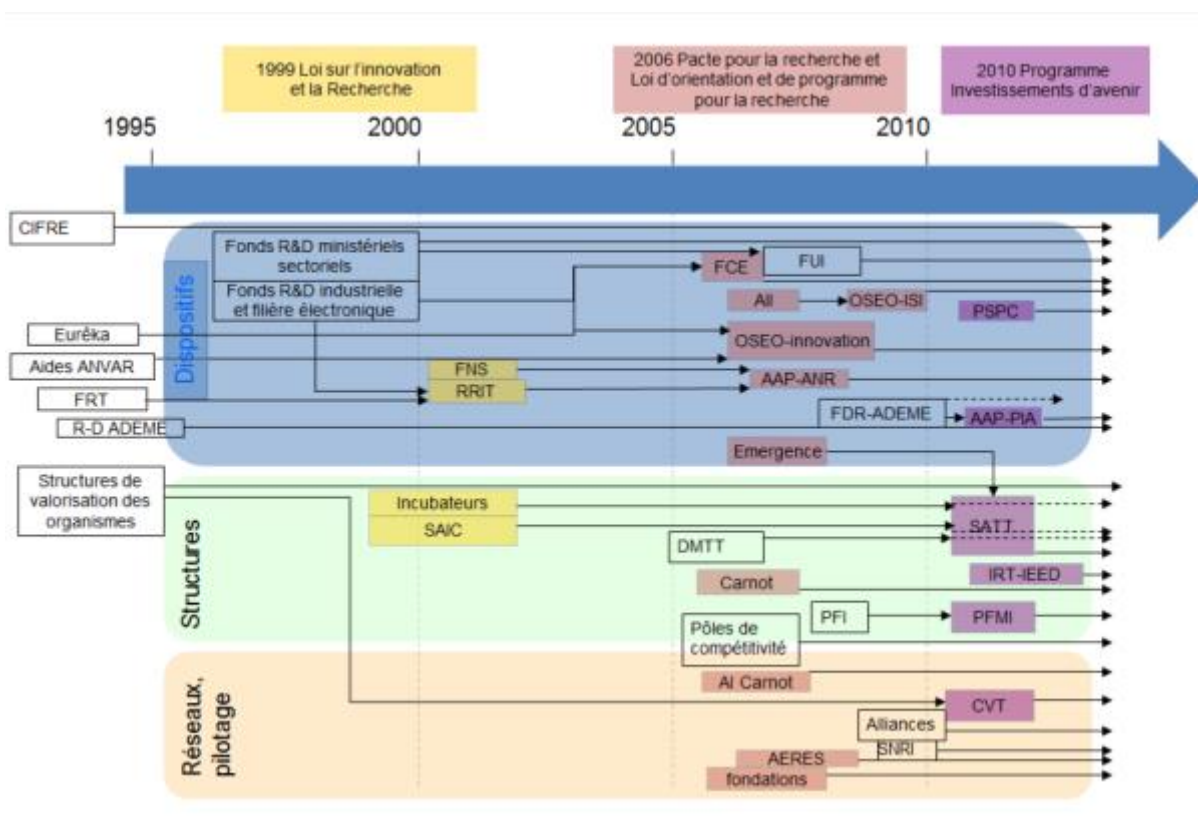 1999 Loi sur l'innovation
et la Recherche
2006 Pacte pour la recherche et
Loi d'orientation et de programme
pour la recherche
2010 Programme
Investissements d'avenir
1995
2000
2005
2010
CIFRE
Dispositifs
Fonds R&D ministériels
sectoriels
Fonds R&D industrielle
et filière électronique
FCE
FUI
AII
OSEO-ISI
PSPC
Eurêka
OSEO-innovation
Aides ANVAR
FNS
RRIT
AAP-ANR
FRT
FDR-ADEME
AAP-PIA
R-D ADEME
Emergence
Structures de
valorisation des
organismes
Structures
Incubateurs
SAIC
SATT
DMTT
IRT-IEED
Carnot
PFI
PFMI
Pôles de
compétitivité
Réseaux,
pilotage
AI Carnot
CVT
Alliances
SNRI
AERES
fondations